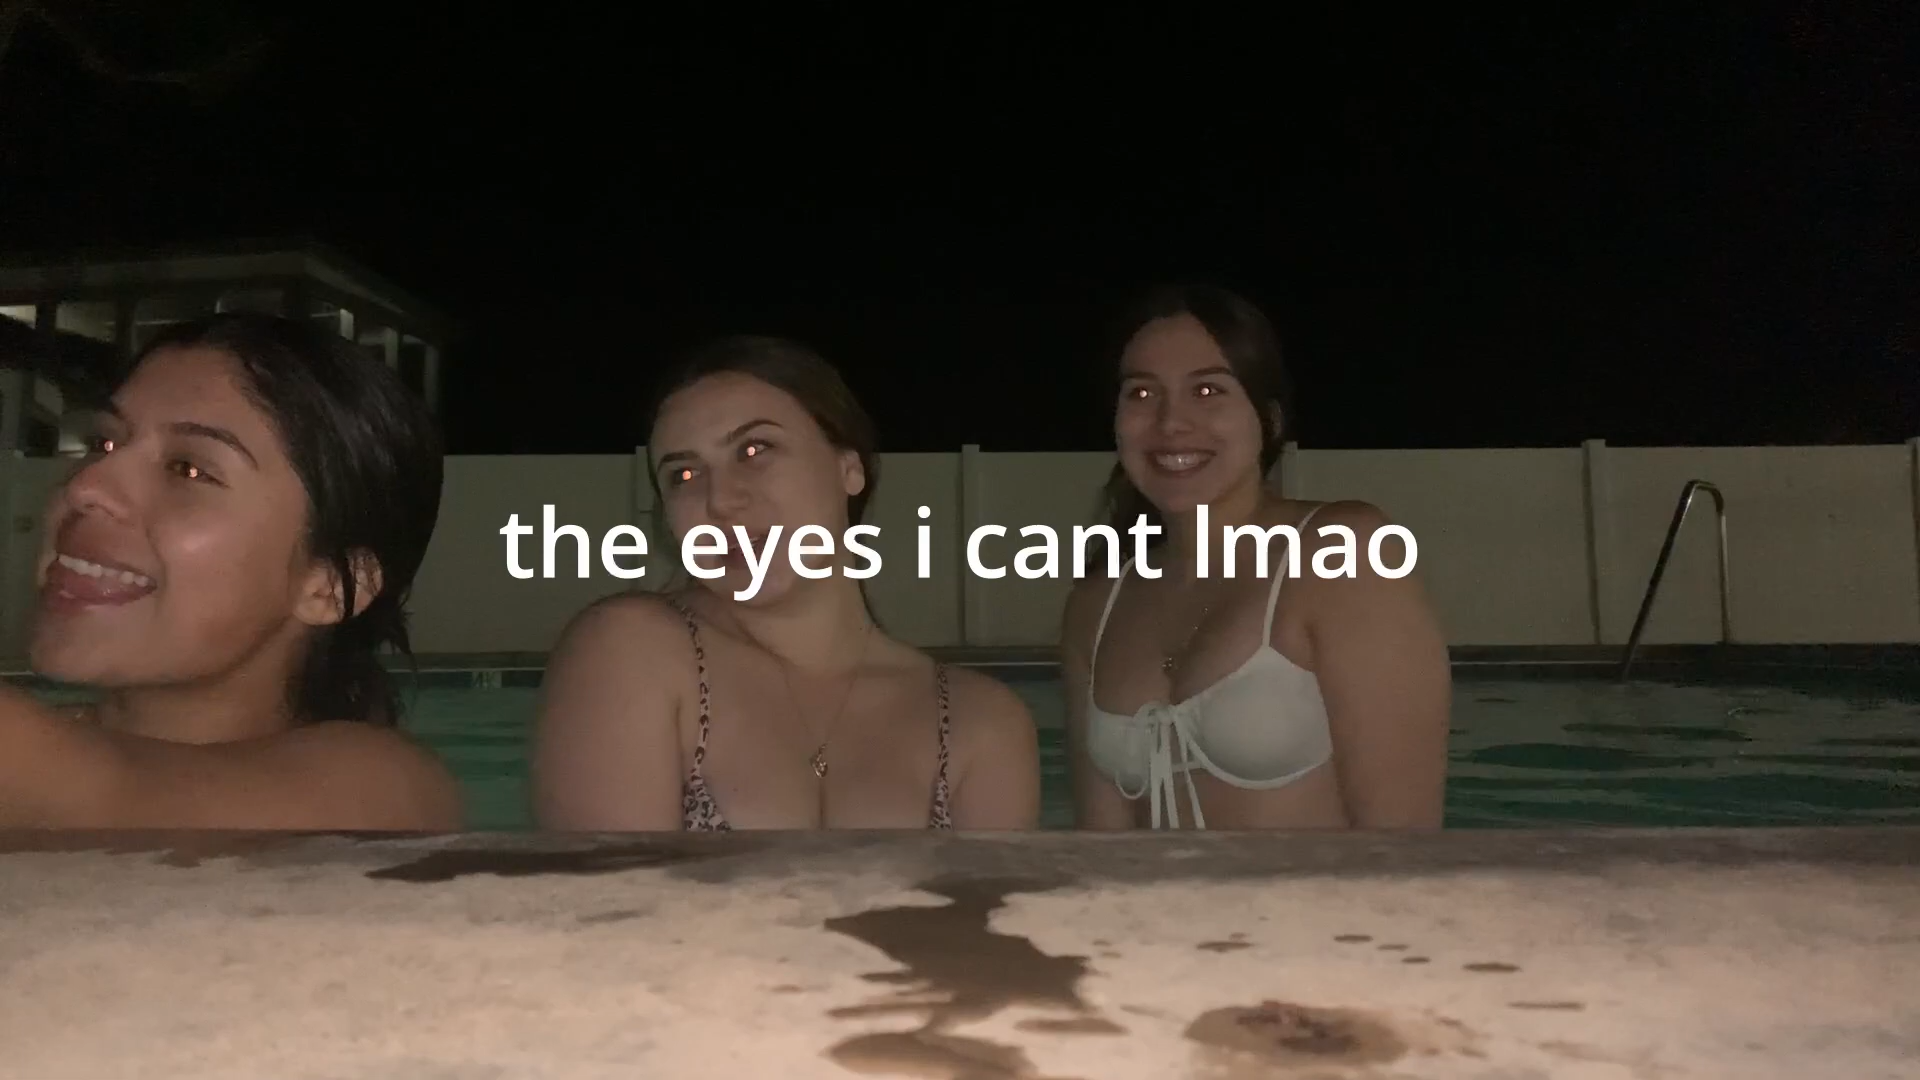 the eyes i cant lmao